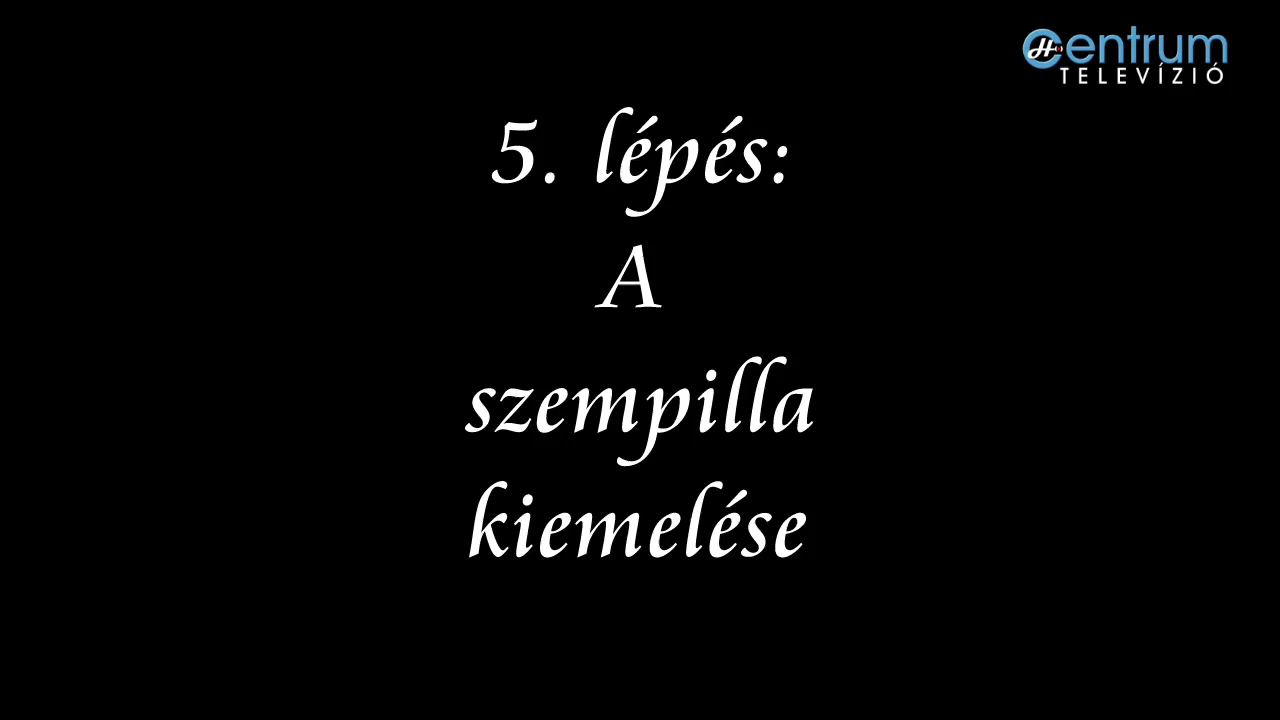 Centrum
TELEVÍZIÓ
5. lépés:
A
szempilla
kiemelése